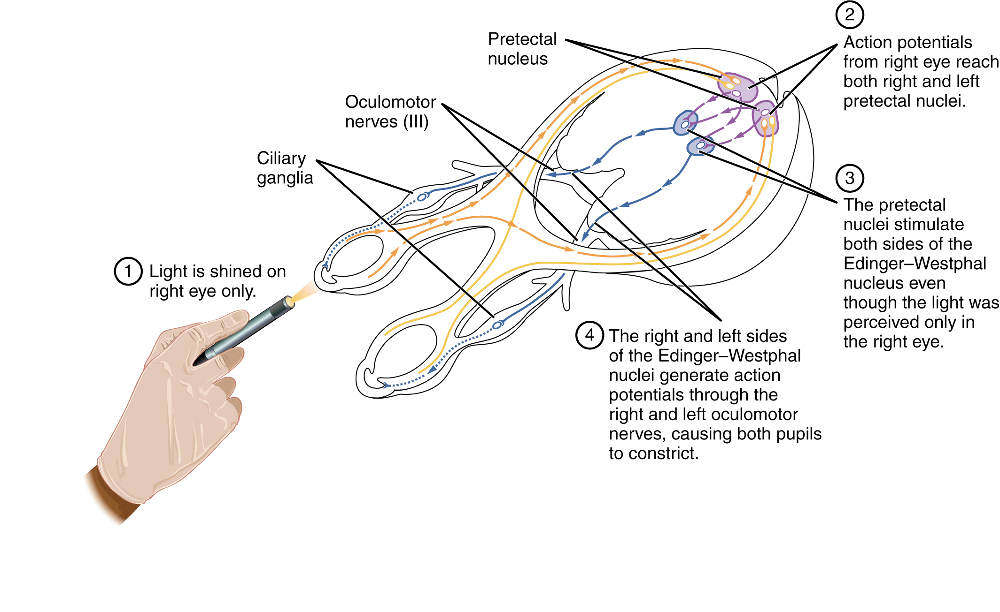 Pretectal
nucleus
Oculomotor
nerves (III)
Ciliary
ganglia
1
Light is shined on
right eye only.
2
Action potentials
from right eye reach
both right and left
pretectal nuclei.
3
The pretectal
nuclei stimulate
both sides of the
Edinger–Westphal
nucleus even
though the light was
perceived only in
the right eye.
4
The right and left sides
of the Edinger–Westphal
nuclei generate action
potentials through the
right and left oculomotor
nerves, causing both pupils
to constrict.